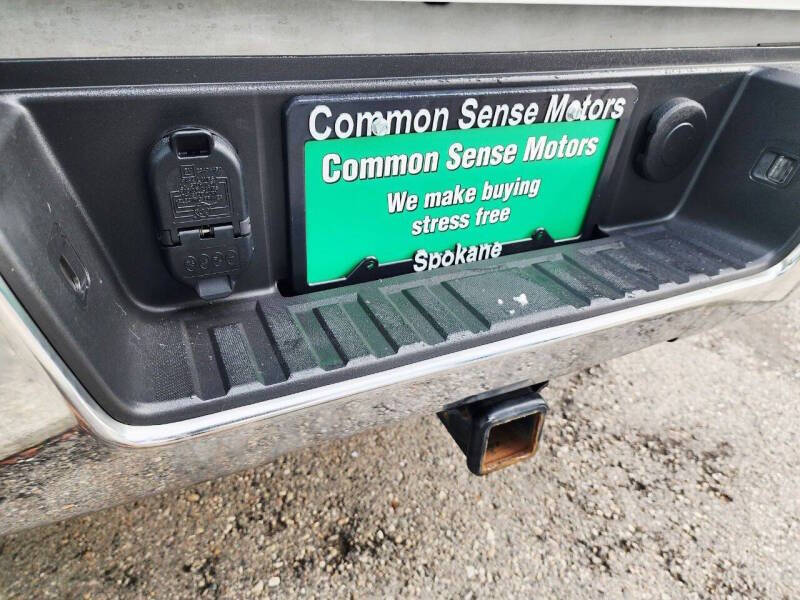 Common Sense Motors
Common Sense Motors
We make buying
stress free
Spokane